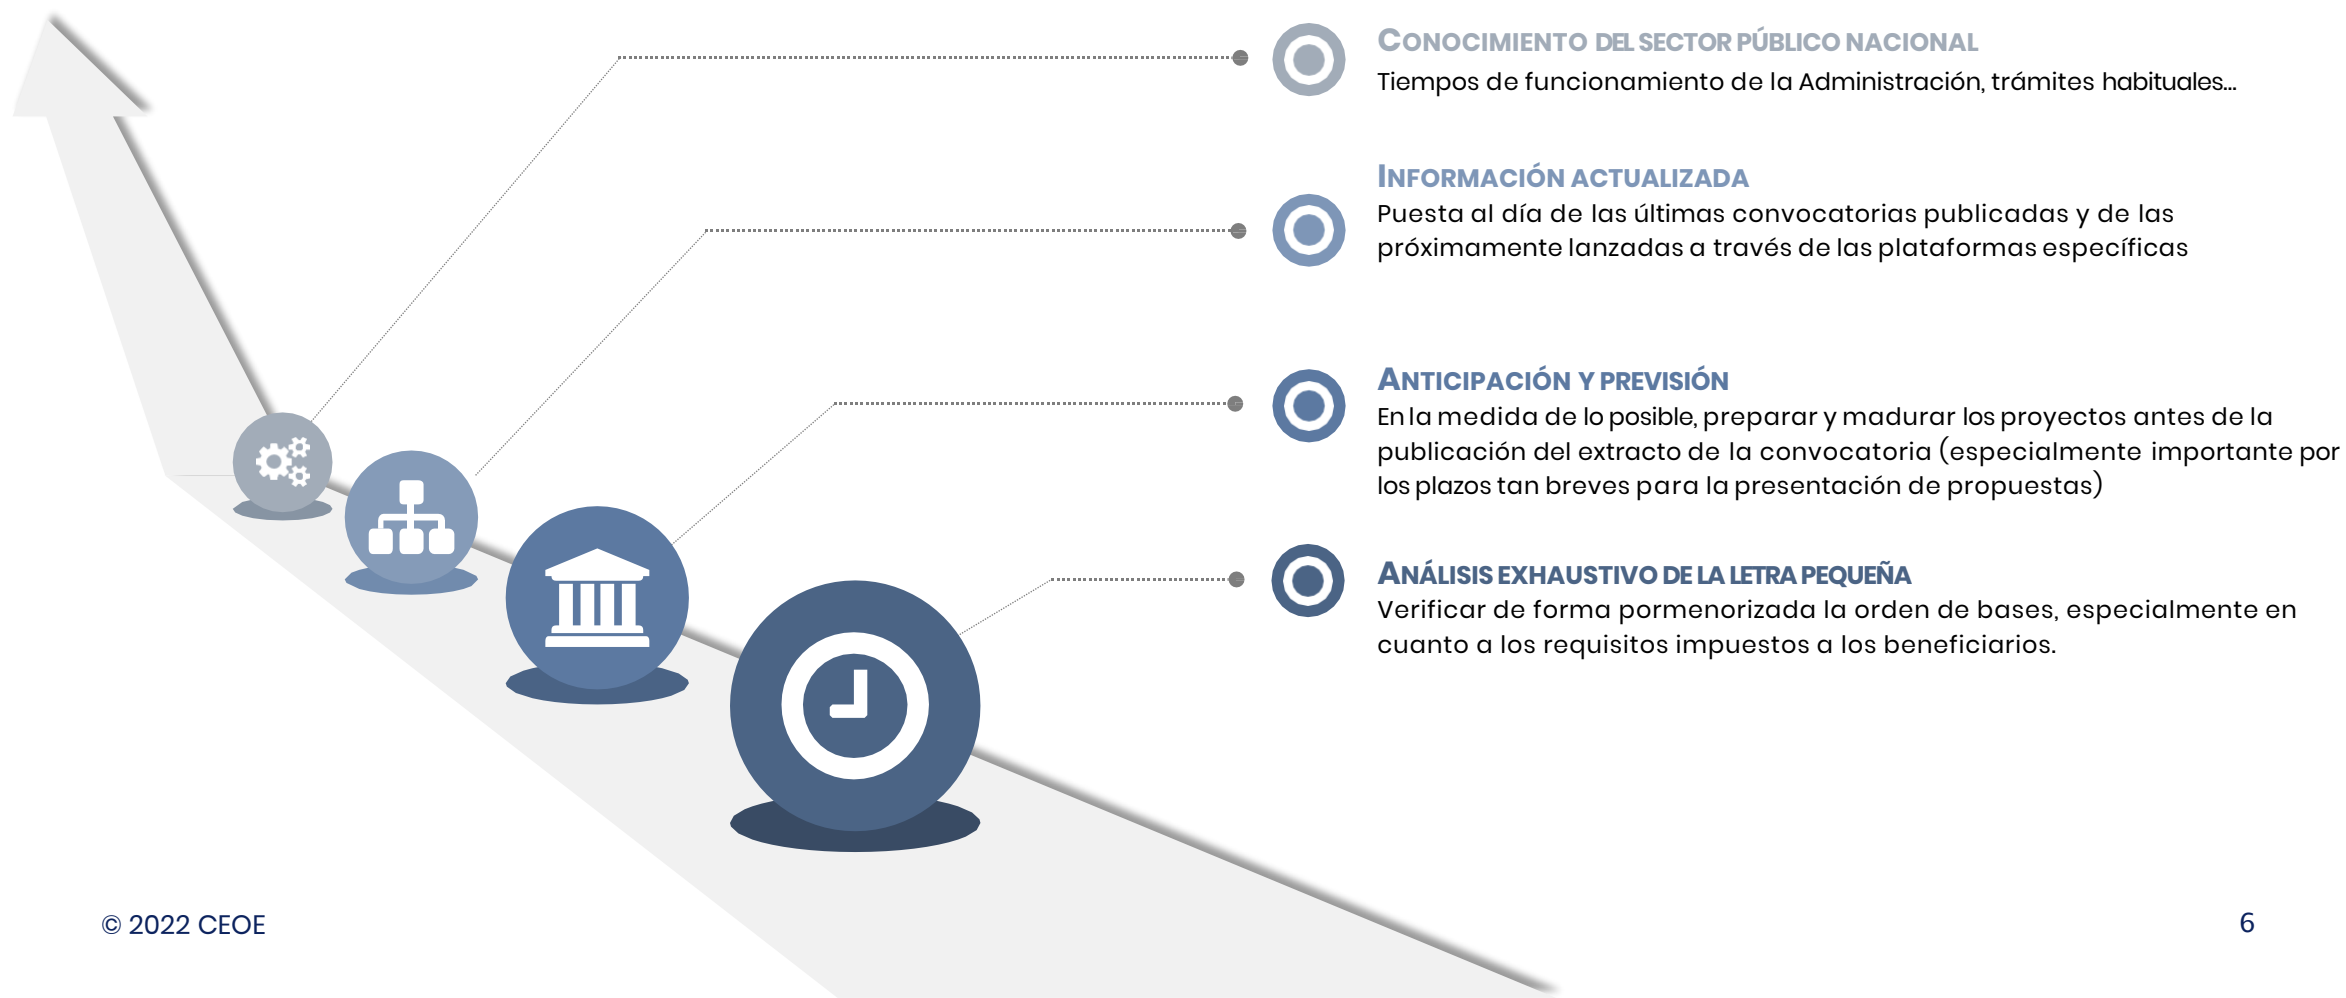 CONOCIMIENTO DEL SECTOR PÚBLICO NACIONAL
Tiempos de funcionamiento de la Administración, trámites habituales...
INFORMACIÓN ACTUALIZADA
Puesta al día de las últimas convocatorias publicadas y de las
próximamente lanzadas a través de las plataformas específicas
ANTICIPACIÓN Y PREVISIÓN
En la medida de lo posible, preparar y madurar los proyectos antes de la
publicación del extracto de la convocatoria (especialmente importante por
los plazos tan breves para la presentación de propuestas)
ANÁLISIS EXHAUSTIVO DE LA LETRA PEQUEÑA
Verificar de forma pormenorizada la orden de bases, especialmente en
cuanto a los requisitos impuestos a los beneficiarios.
© 2022 CEOE
6